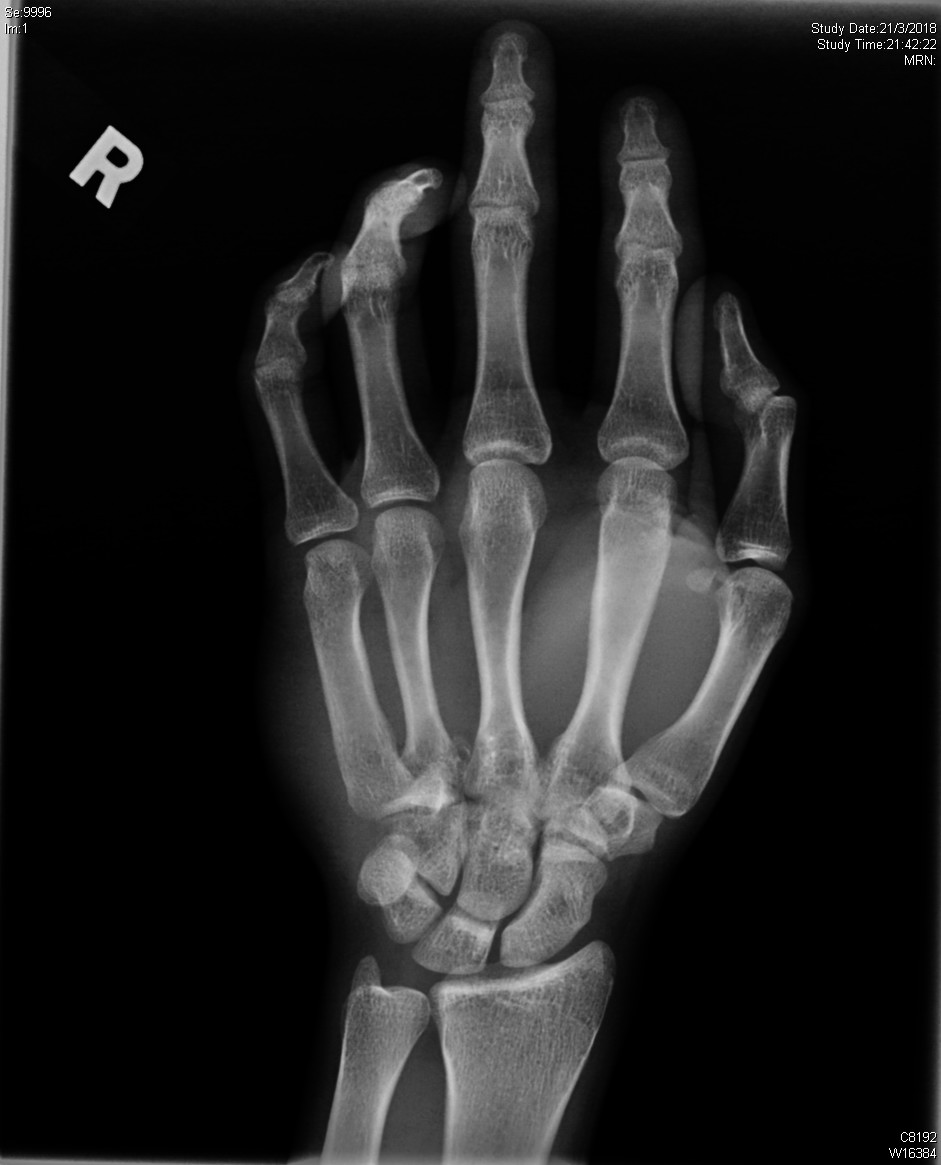 Se:9996
Im:1
Study Date:21/3/2018
Study Time:21:42:22
MRN:
R
C8192
W16384